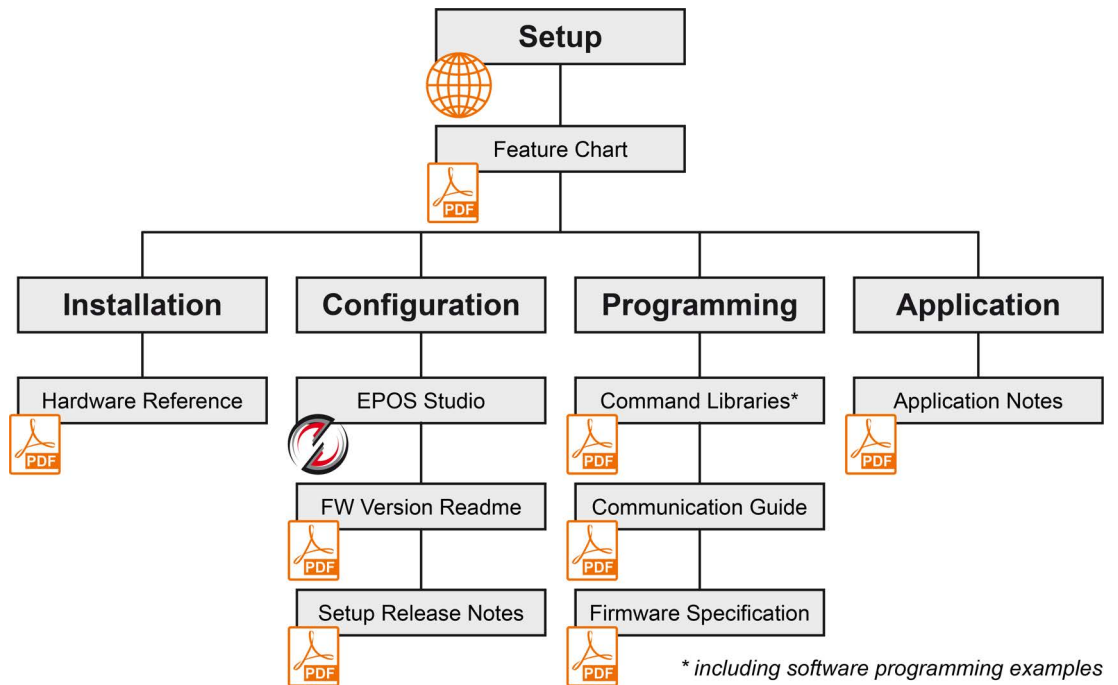 Setup
Feature Chart
PDF
Installation
Configuration
Programming
Application
Hardware Reference
EPOS Studio
Command Libraries*
Application Notes
PDF
PDF
PDF
FW Version Readme
Communication Guide
PDF
PDF
Setup Release Notes
Firmware Specification
PDF
PDF
* including software programming examples